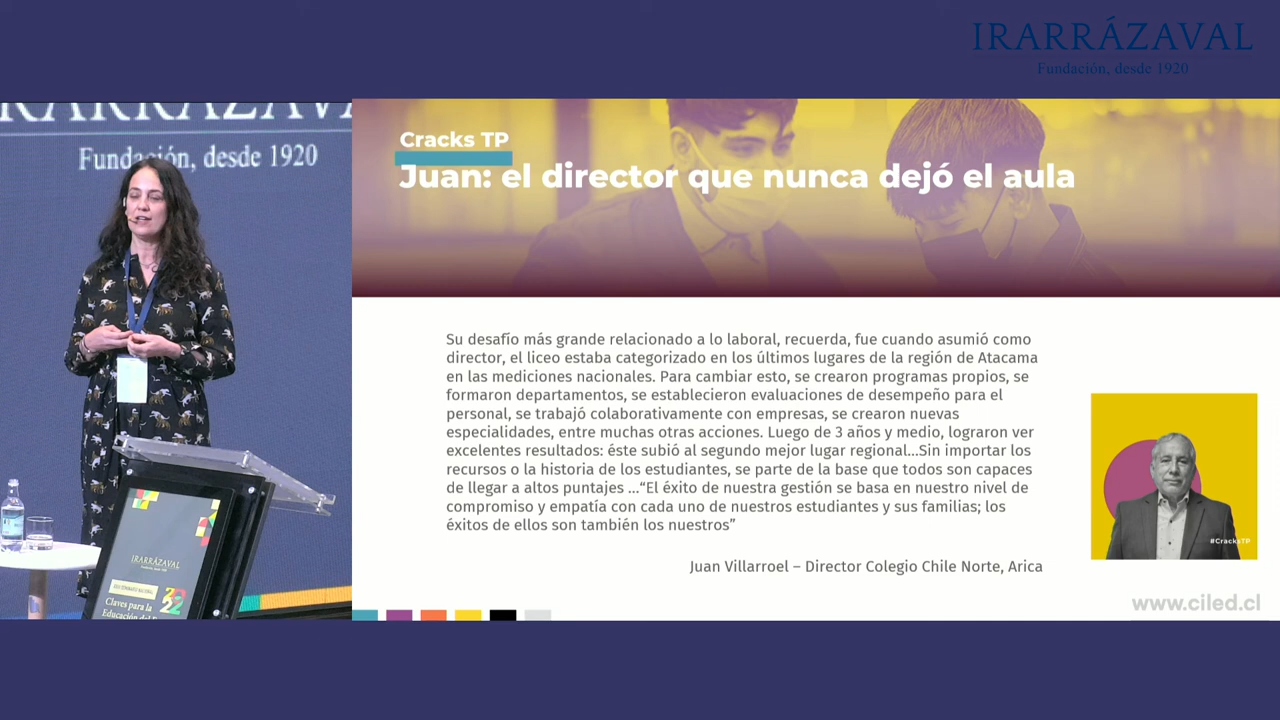 IRARRÁZAVAL
Fundación, desde 1920
IRARRÁZAVAL
Fundación, desde 1920
Cracks TP
Juan: el director que nunca dejó el aula
Su desafío más grande relacionado a lo laboral, recuerda, fue cuando asumió como
director, el liceo estaba categorizado en los últimos lugares de la región de Atacama
en las mediciones nacionales. Para cambiar esto, se crearon programas propios, se
formaron departamentos, se establecieron evaluaciones de desempeño para el
personal, se trabajó colaborativamente con empresas, se crearon nuevas
especialidades, entre muchas otras acciones. Luego de 3 años y medio, lograron ver
excelentes resultados: éste subió al segundo mejor lugar regional...Sin importar los
recursos o la historia de los estudiantes, se parte de la base que todos son capaces
de llegar a altos puntajes ...“El éxito de nuestra gestión se basa en nuestro nivel de
compromiso y empatía con cada uno de nuestros estudiantes y sus familias; los
éxitos de ellos son también los nuestros”
Juan Villarroel – Director Colegio Chile Norte, Arica
#CracksTP
www.ciled.cl
IRARRÁZAVAL
Fundación, desde 1920
Claves para la
Educación del